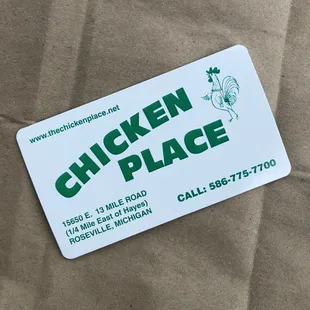 www.thechickenplace.net
CHICKEN
PLACE
15650 E. 13 MILE ROAD
(1/4 Mile East of Hayes)
ROSEVILLE, MICHIGAN
CALL: 586-775-7700